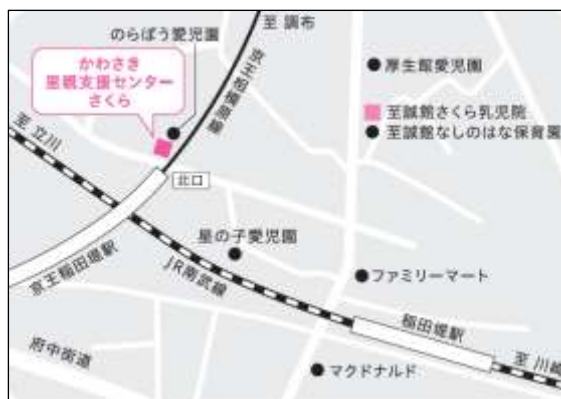 至 調布
のらぼう愛児園
かわさき
里親支援センター
さくら
京王相模原線
厚生館愛児園
至誠館さくら乳児院
至誠館なしのはな保育園
至 立川
北口
星の子愛児園
京王稲田堤駅
JR南武線
ファミリーマート
稲田堤駅
至 川崎
府中街道
マクドナルド